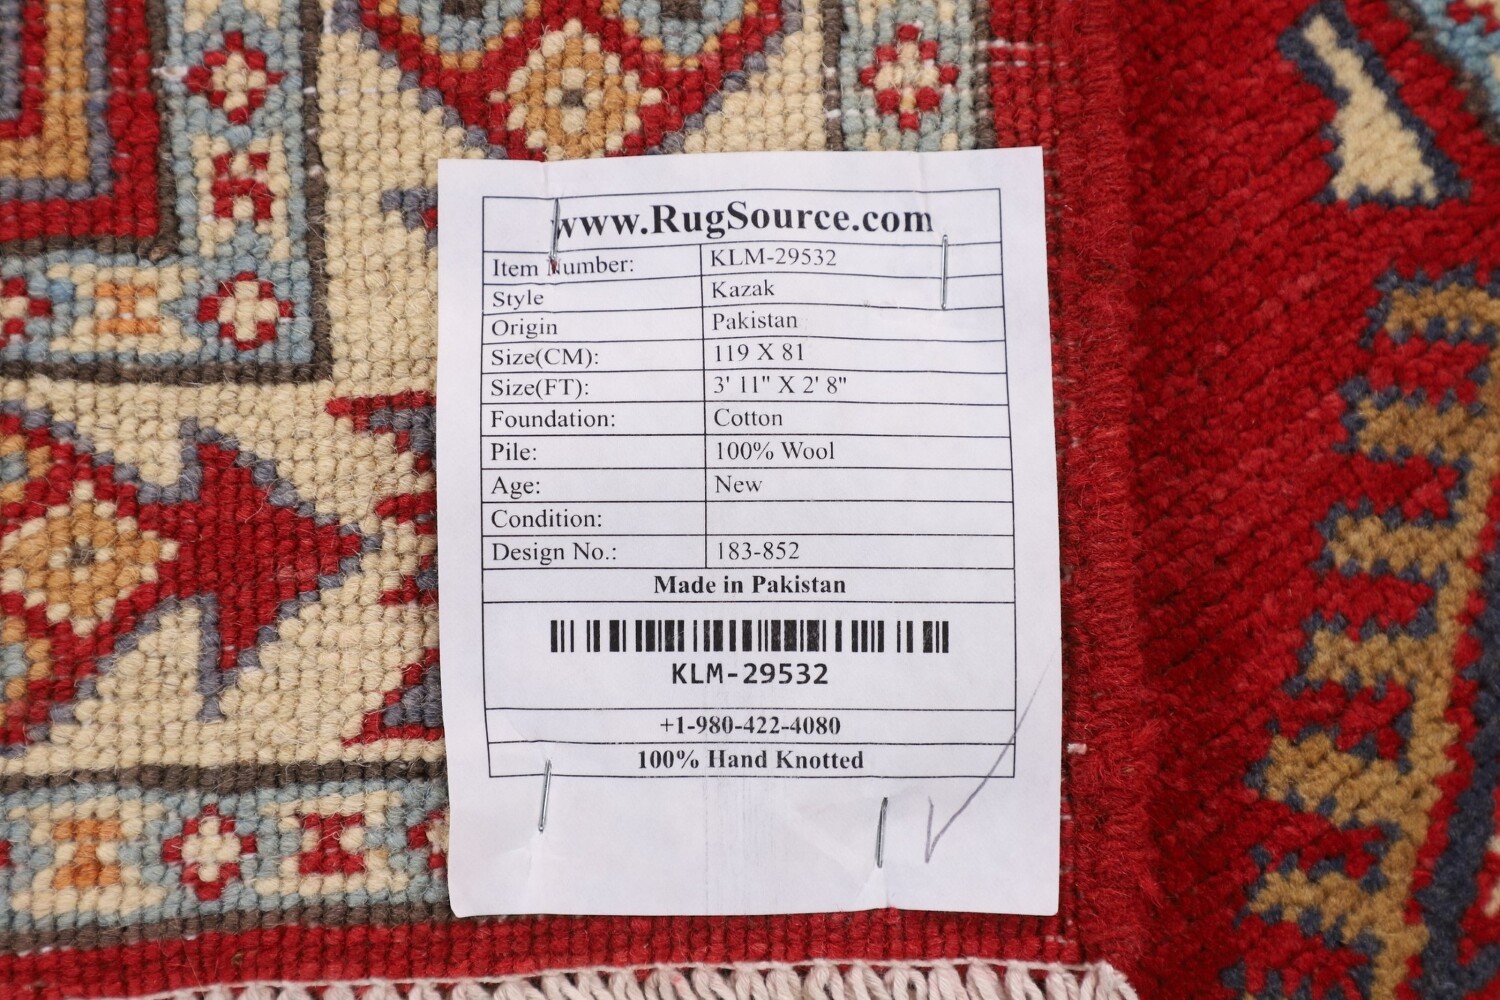 www.RugSource.com
Item Number: KLM-29532
Style Kazak
Origin Pakistan
Size(CM): 119 X 81
Size(FT): 3' 11" X 2' 8"
Foundation: Cotton
Pile: 100% Wool
Age: New
Condition:
Design No.: 183-852
Made in Pakistan
KLM-29532
+1-980-422-4080
100% Hand Knotted